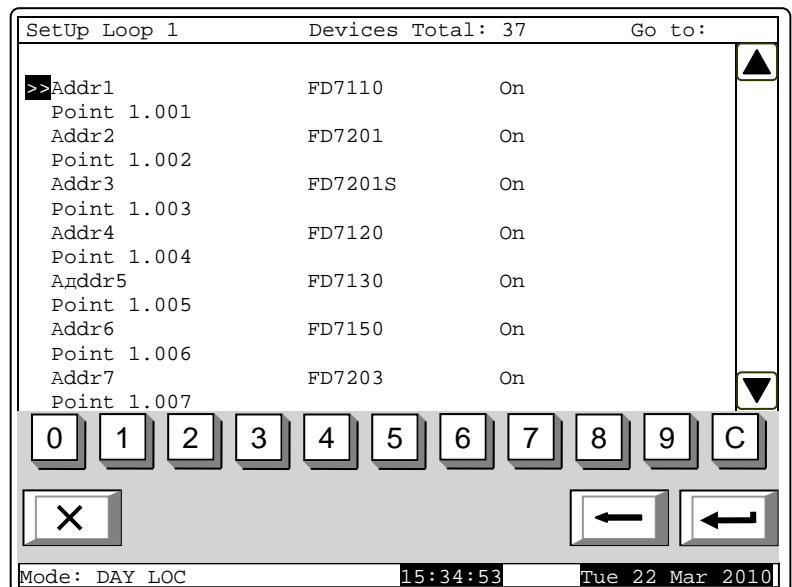 SetUp Loop 1 Devices Total: 37 Go to:
>>Addr1 FD7110 On
Point 1.001
Addr2 FD7201 On
Point 1.002
Addr3 FD7201S On
Point 1.003
Addr4 FD7120 On
Point 1.004
Aдddr5 FD7130 On
Point 1.005
Addr6 FD7150 On
Point 1.006
Addr7 FD7203 On
Point 1.007
0 1 2 3 4 5 6 7 8 9 C
Mode: DAY LOC 15:34:53 Tue 22 Mar 2010